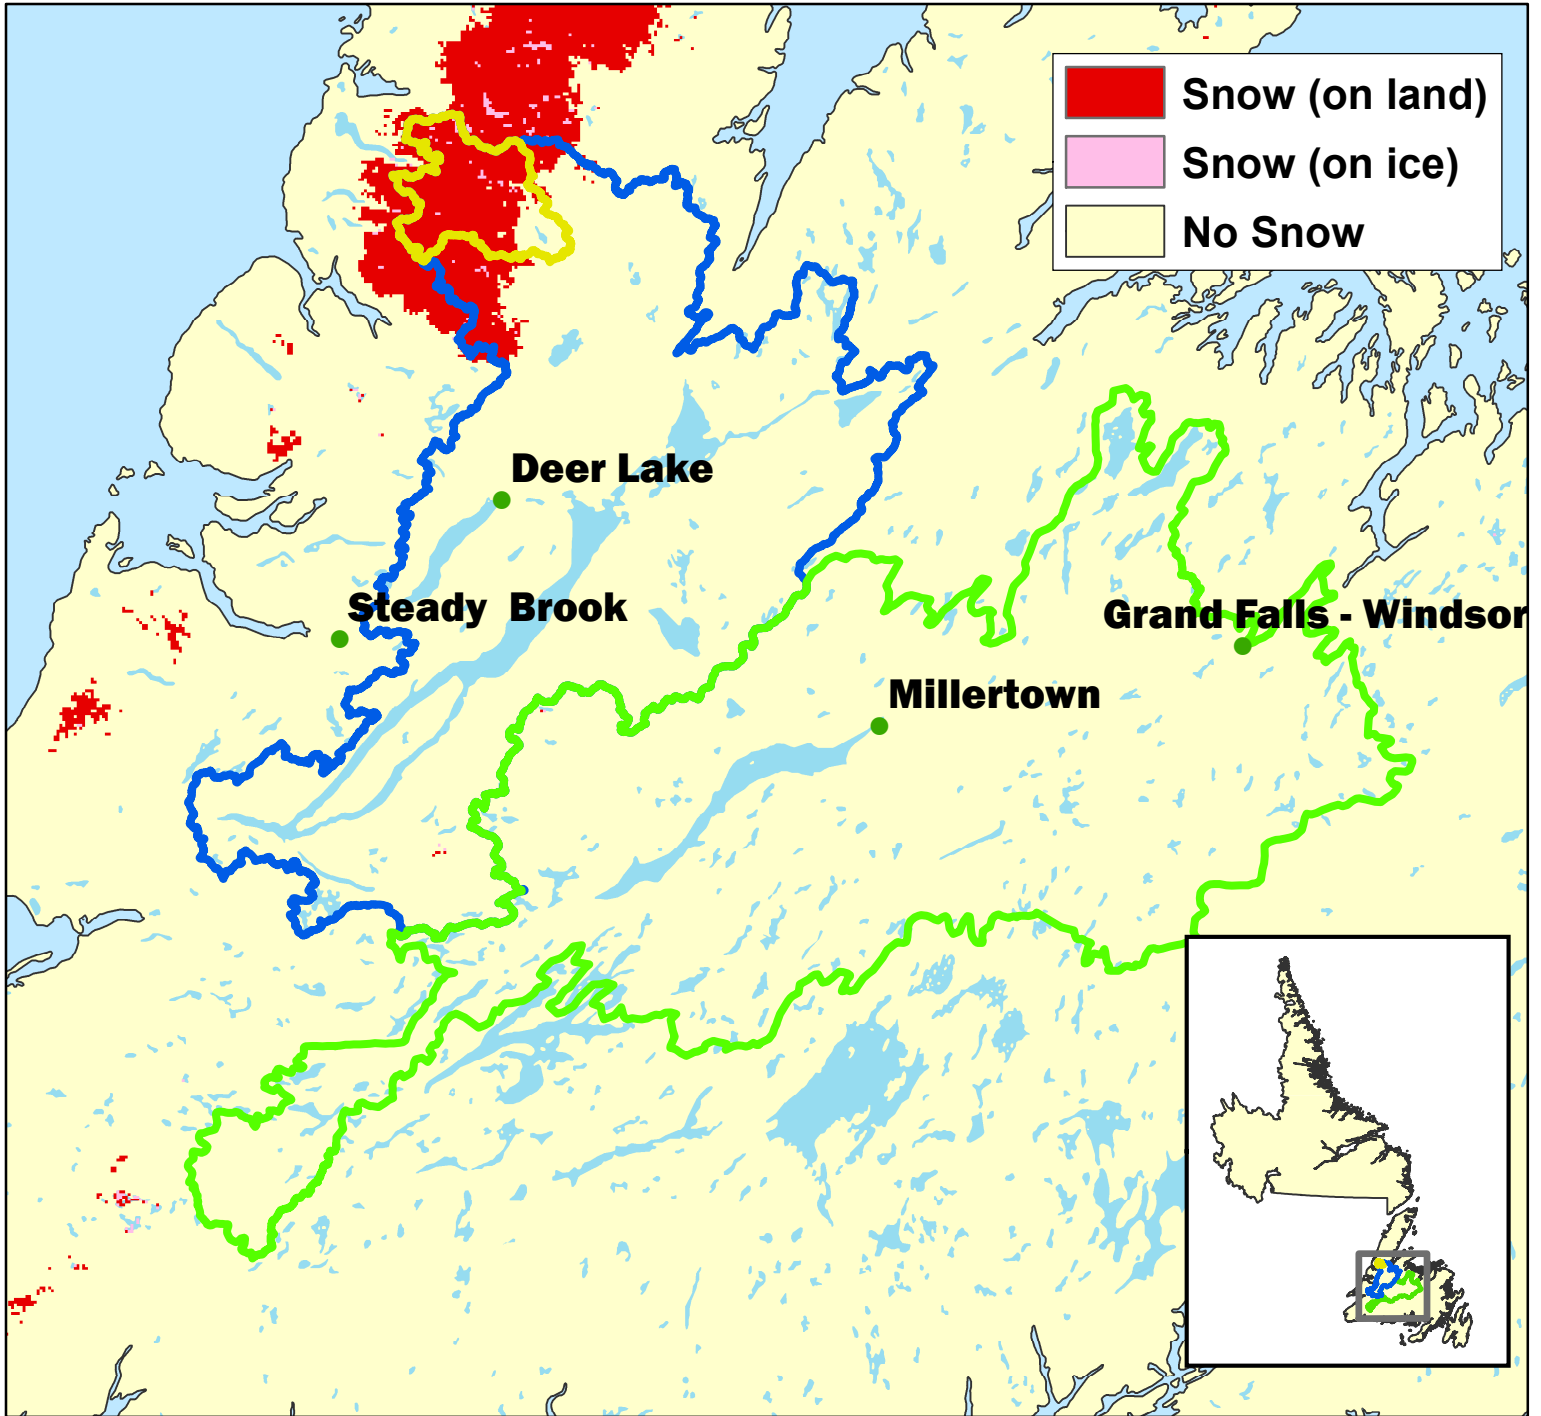 Snow (on land)
Snow (on ice)
No Snow
Deer Lake
Steady Brook
Grand Falls - Windsor
Millertown